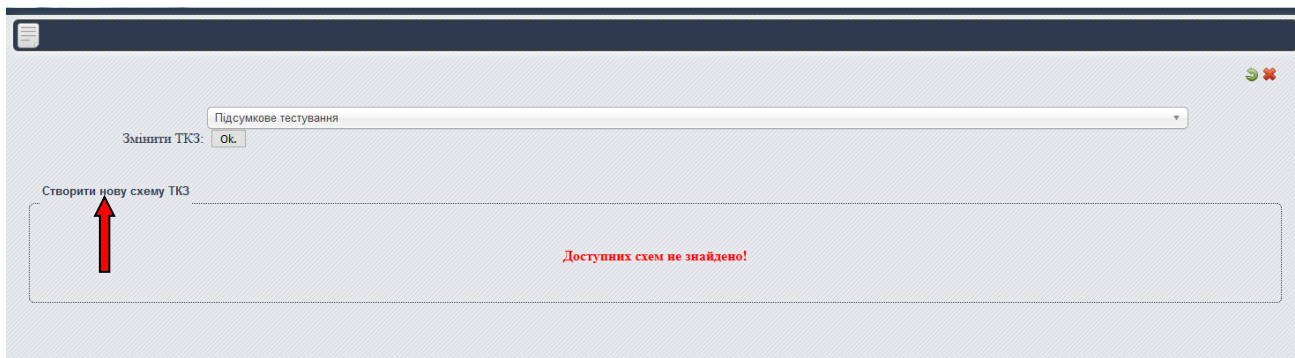 Підсумкове тестування
Змінити ТКЗ: Ok.
Створити нову схему ТКЗ
Доступних схем не знайдено!